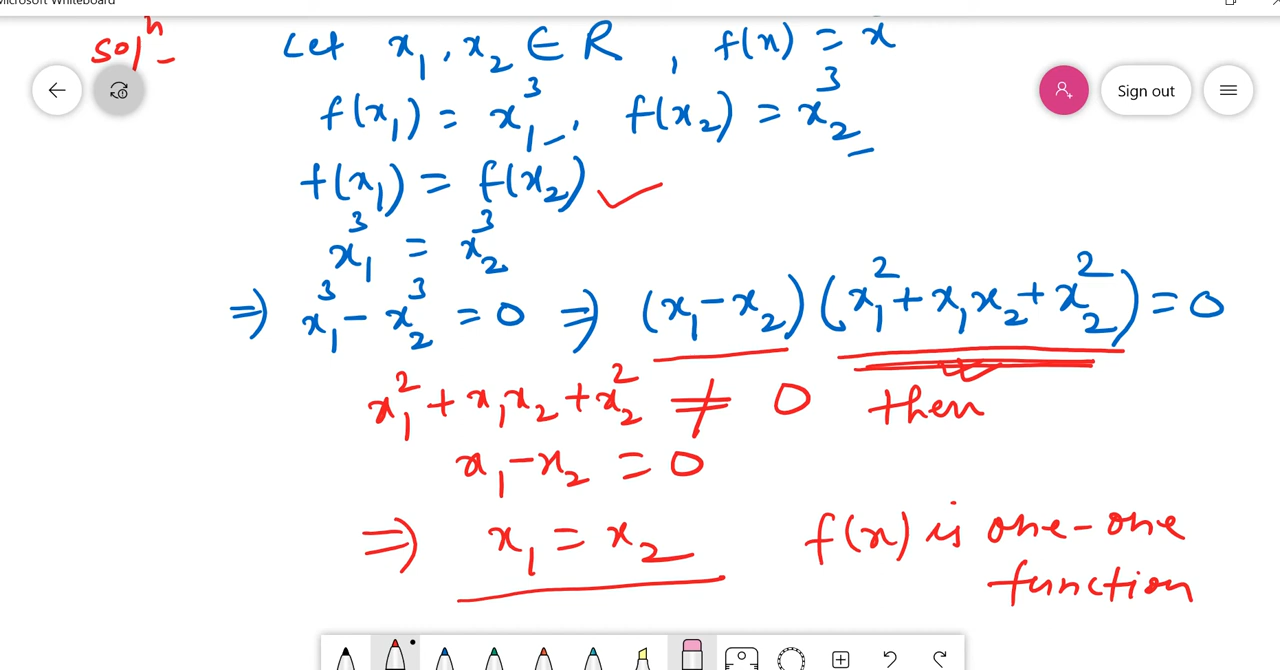 Microsoft Whiteboard
Solⁿ-
Let x₁, x₂ ∈ R, f(x) = x³
Sign out
f(x₁) = x₁³, f(x₂) = x₂³
f(x₁) = f(x₂) ✓
x₁³ = x₂³
⇒ x₁³ - x₂³ = 0 ⇒ (x₁ - x₂)(x₁² + x₁x₂ + x₂²) = 0
x₁² + x₁x₂ + x₂² ≠ 0 then
x₁ - x₂ = 0
⇒ x₁ = x₂ f(x) is one-one
function